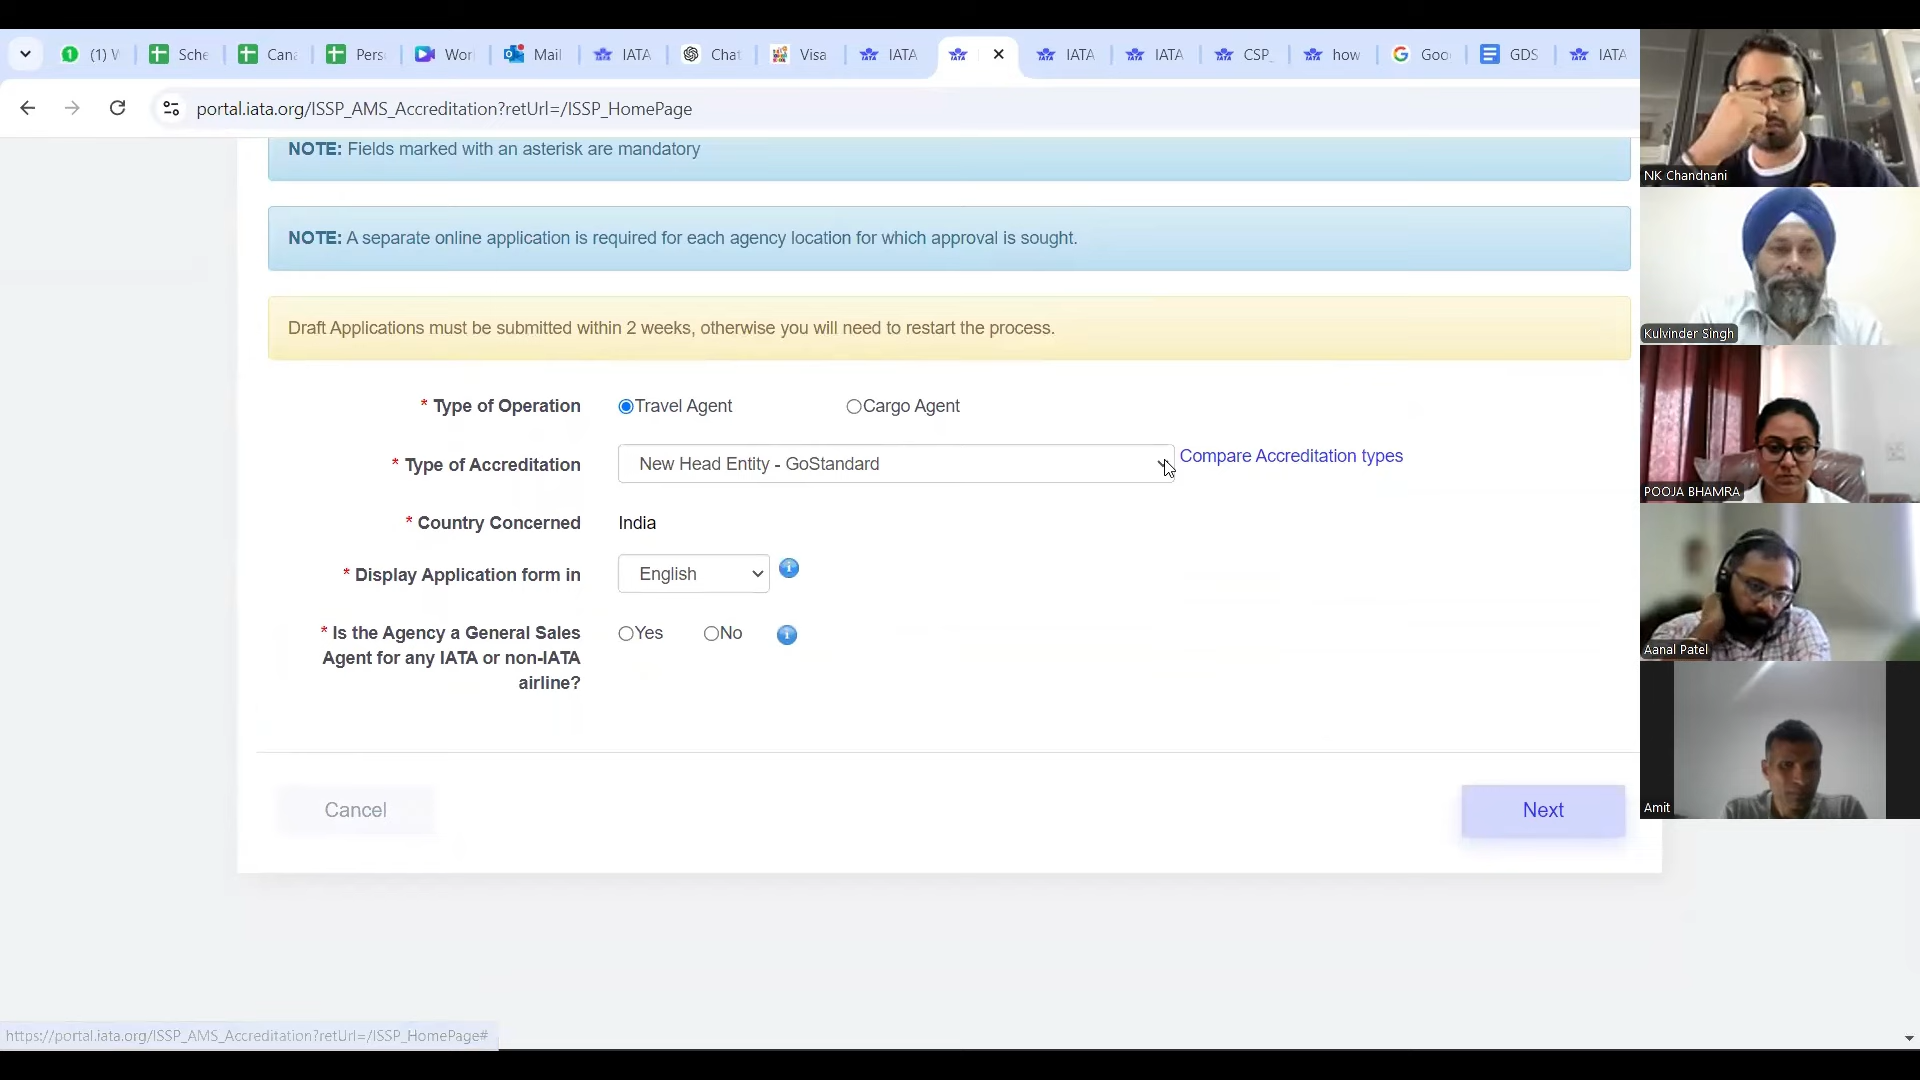 (1) W
Sche
Cana
Pers
Wor
Mail
IATA
Chat
Visa
IATA
IATA
IATA
CSP_
how
Goo
GDS
IATA
portal.iata.org/ISSP_AMS_Accreditation?retUrl=/ISSP_HomePage
NOTE: Fields marked with an asterisk are mandatory
NOTE: A separate online application is required for each agency location for which approval is sought.
Draft Applications must be submitted within 2 weeks, otherwise you will need to restart the process.
* Type of Operation
Travel Agent
Cargo Agent
* Type of Accreditation
New Head Entity - GoStandard
Compare Accreditation types
* Country Concerned
India
* Display Application form in
English
* Is the Agency a General Sales
Agent for any IATA or non-IATA
airline?
Yes
No
Cancel
Next
https://portal.iata.org/ISSP_AMS_Accreditation?retUrl=/ISSP_HomePage#
NK Chandnani
Kulvinder Singh
POOJA BHAMRA
Aanal Patel
Amit